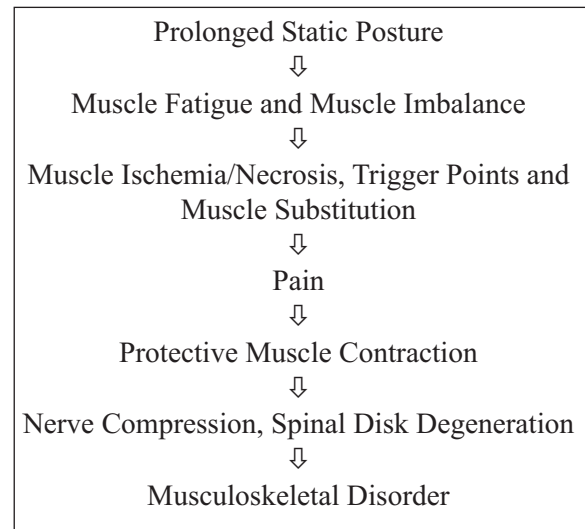 Prolonged Static Posture
⇩
Muscle Fatigue and Muscle Imbalance
⇩
Muscle Ischemia/Necrosis, Trigger Points and
Muscle Substitution
⇩
Pain
⇩
Protective Muscle Contraction
⇩
Nerve Compression, Spinal Disk Degeneration
⇩
Musculoskeletal Disorder